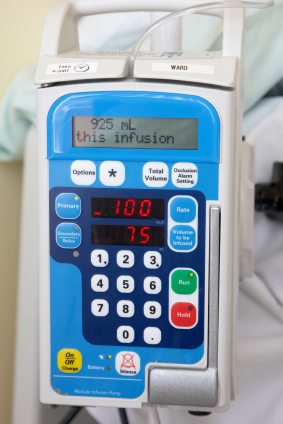 WARD
925 mL
this infusion
Options
*
Total
Volume
Occlusion
Alarm
Setting
Primary
100
Rate
Secondary
75
Volume
to be
Infused
1.
2
3
4
5
6
Run
7
8
9
Hold
0
On
Off
Charge
Battery
Silence
Modular Infusion Pump